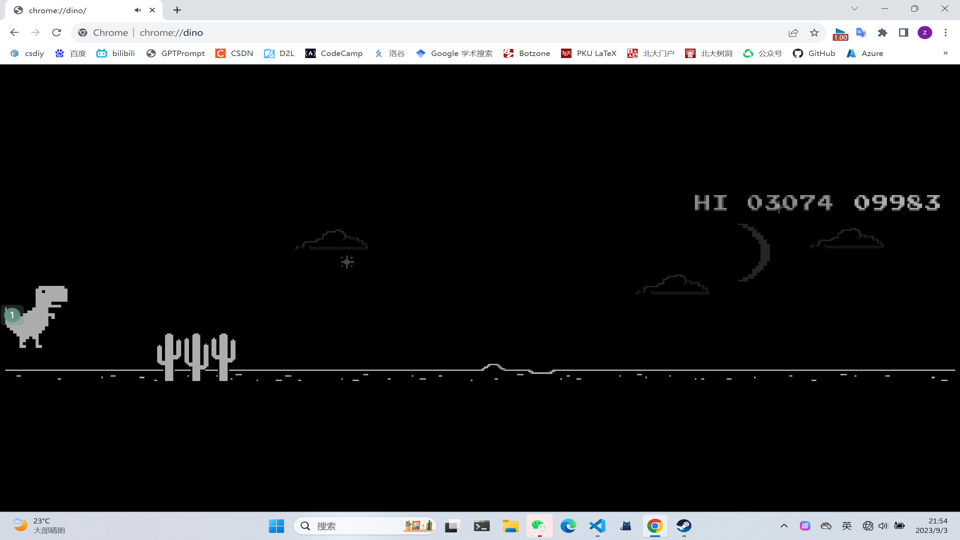 chrome://dino/
Chrome | chrome://dino
1.00
z
csdiy 百度 bilibili GPTPrompt CSDN D2L CodeCamp 洛谷 Google 学术搜索 Botzone PKU LaTeX 北大门户 北大树洞 公众号 GitHub Azure »
HI 03074 09983
1
23°C
大部晴朗
搜索
英
21:54
2023/9/3